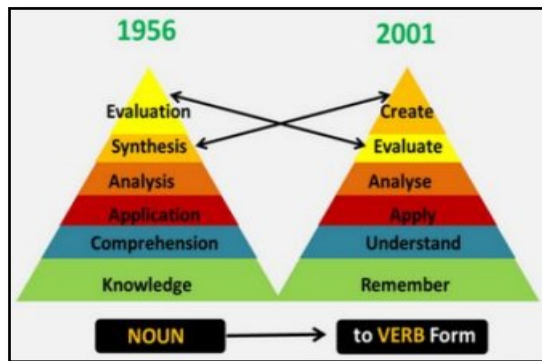 1956
2001
Evaluation
Synthesis
Analysis
Application
Comprehension
Knowledge
Create
Evaluate
Analyse
Apply
Understand
Remember
NOUN
to VERB Form